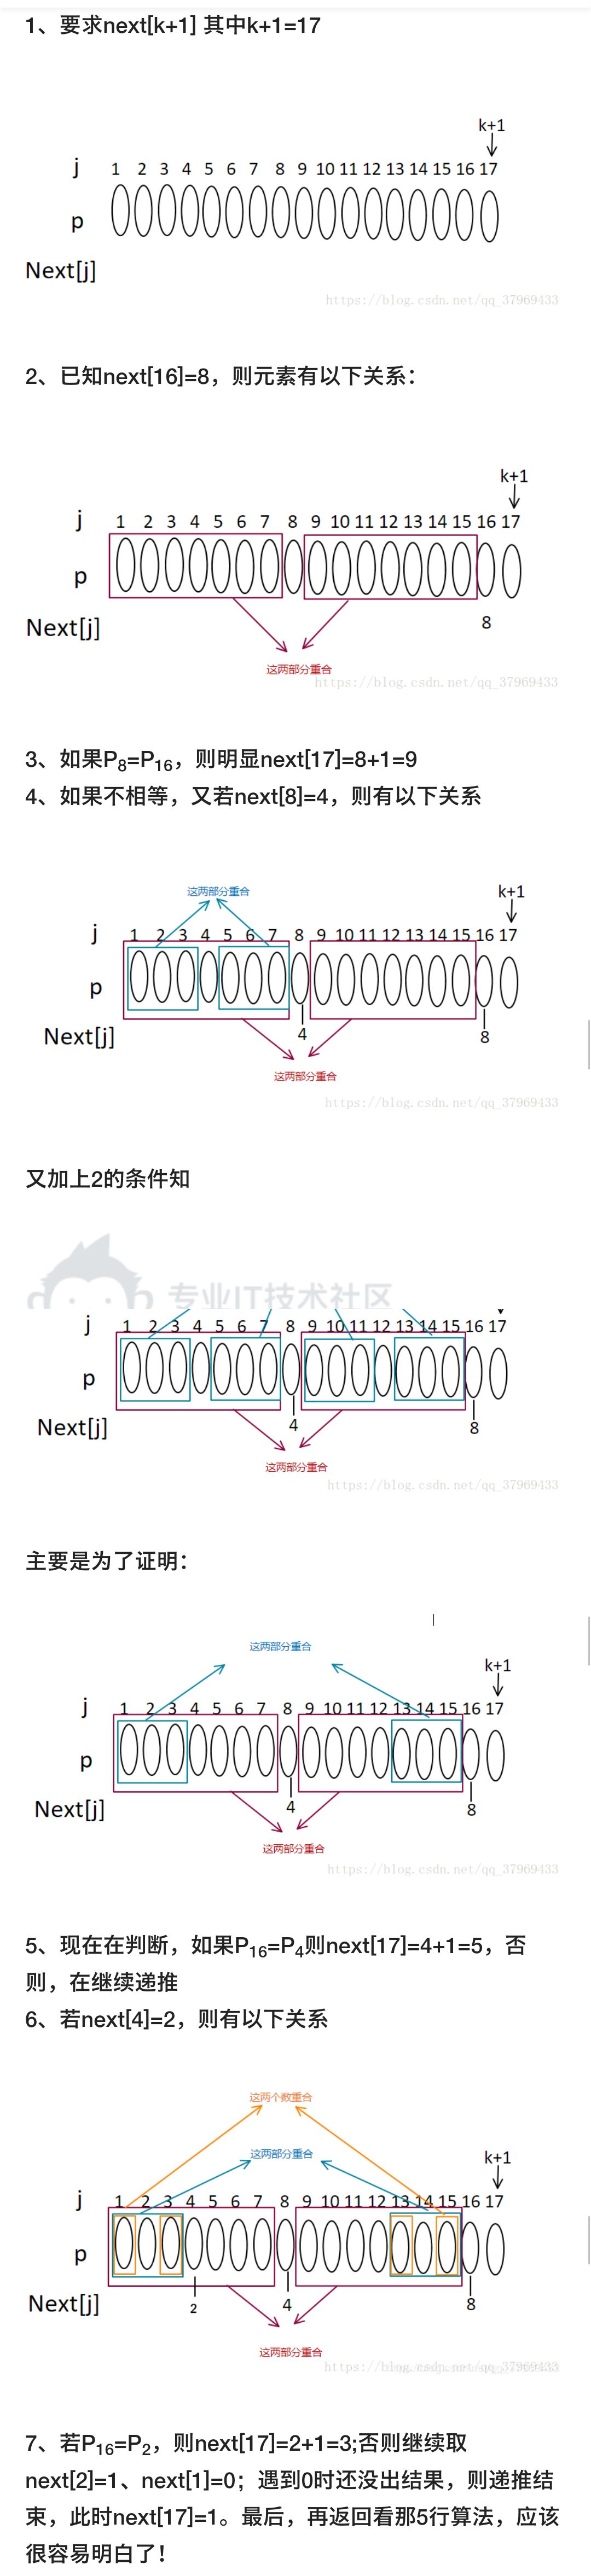 1、要求next[k+1] 其中k+1=17
k+1
j 1 2 3 4 5 6 7 8 9 10 11 12 13 14 15 16 17
p
Next[j]
https://blog.csdn.net/qq_37969433
2、已知next[16]=8，则元素有以下关系：
k+1
j 1 2 3 4 5 6 7 8 9 10 11 12 13 14 15 16 17
p
Next[j] 8
这两部分重合
https://blog.csdn.net/qq_37969433
3、如果P8=P16，则明显next[17]=8+1=9
4、如果不相等，又若next[8]=4，则有以下关系
这两部分重合
k+1
j 1 2 3 4 5 6 7 8 9 10 11 12 13 14 15 16 17
p
Next[j] 4 8
这两部分重合
https://blog.csdn.net/qq_37969433
又加上2的条件知
专业IT技术社区
j 1 2 3 4 5 6 7 8 9 10 11 12 13 14 15 16 17
p
Next[j] 4 8
这两部分重合
https://blog.csdn.net/qq_37969433
主要是为了证明：
这两部分重合
k+1
j 1 2 3 4 5 6 7 8 9 10 11 12 13 14 15 16 17
p
Next[j] 4 8
这两部分重合
https://blog.csdn.net/qq_37969433
5、现在在判断，如果P16=P4则next[17]=4+1=5，否
则，在继续递推
6、若next[4]=2，则有以下关系
这两个数重合
这两部分重合
k+1
j 1 2 3 4 5 6 7 8 9 10 11 12 13 14 15 16 17
p
Next[j] 2 4 8
这两部分重合
https://blog.csdn.net/qq_37969433
7、若P16=P2，则next[17]=2+1=3;否则继续取
next[2]=1、next[1]=0；遇到0时还没出结果，则递推结
束，此时next[17]=1。最后，再返回看那5行算法，应该
很容易明白了！